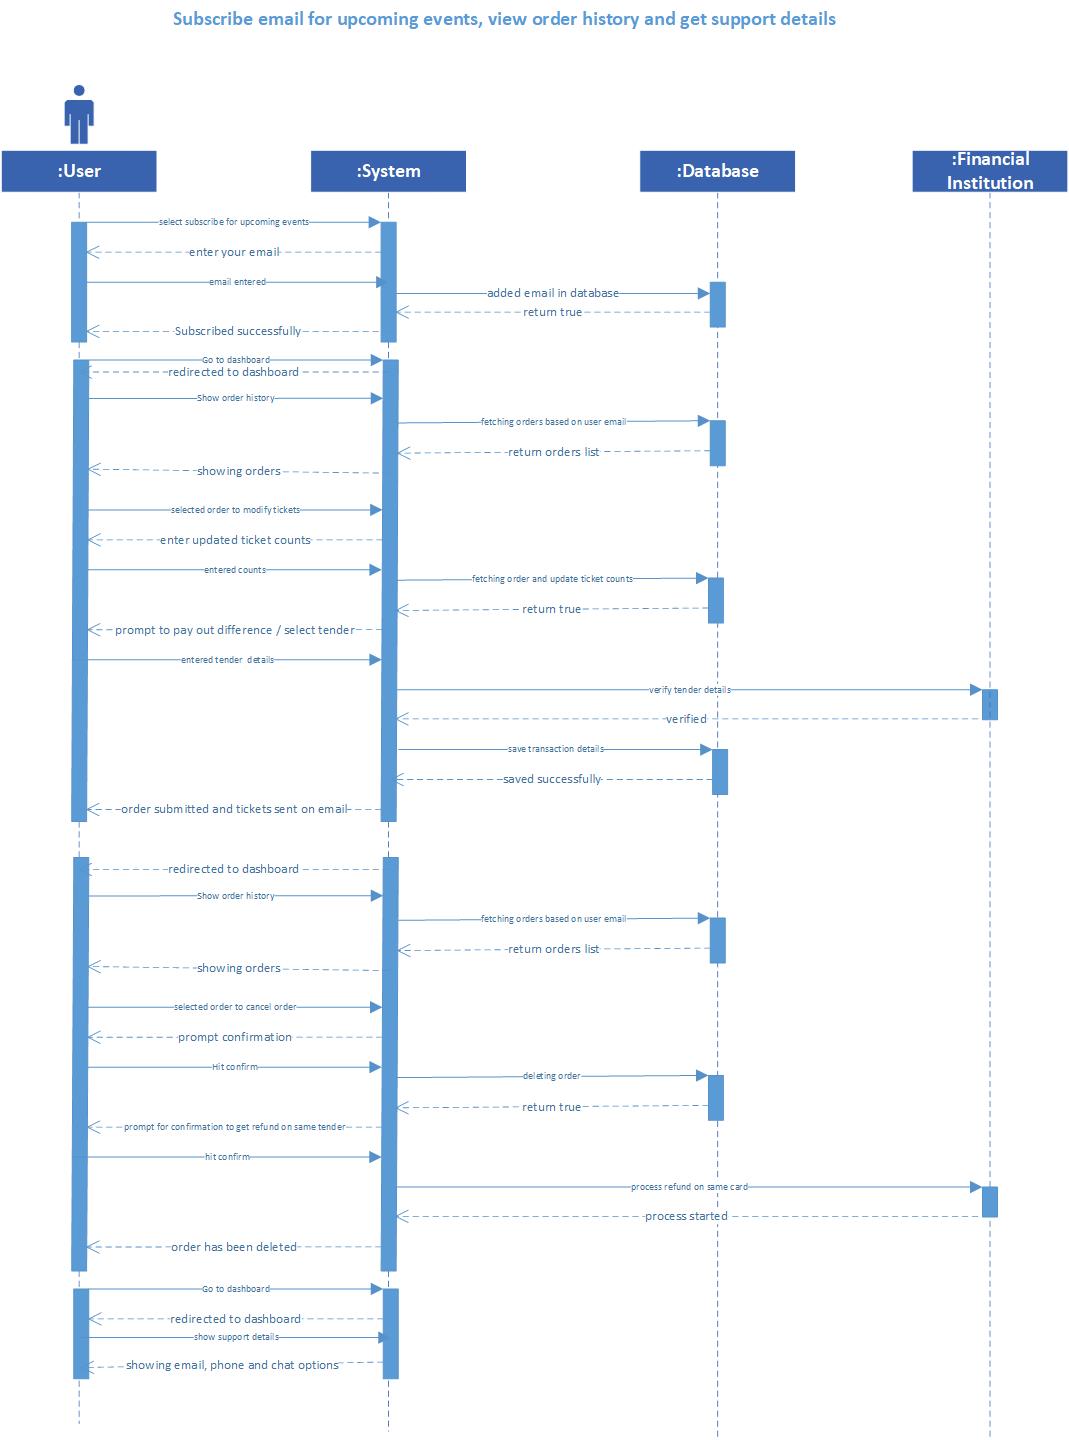 Subscribe email for upcoming events, view order history and get support details
:User
:System
:Database
:Financial
Institution
select subscribe for upcoming events
enter your email
email entered
added email in database
return true
Subscribed successfully
Go to dashboard
redirected to dashboard
Show order history
fetching orders based on user email
return orders list
showing orders
selected order to modify tickets
enter updated ticket counts
entered counts
fetching order and update ticket counts
return true
prompt to pay out difference / select tender
entered tender details
verify tender details
verified
save transaction details
saved successfully
order submitted and tickets sent on email
redirected to dashboard
Show order history
fetching orders based on user email
return orders list
showing orders
selected order to cancel order
prompt confirmation
Hit confirm
deleting order
return true
prompt for confirmation to get refund on same tender
hit confirm
process refund on same card
process started
order has been deleted
Go to dashboard
redirected to dashboard
show support details
showing email, phone and chat options